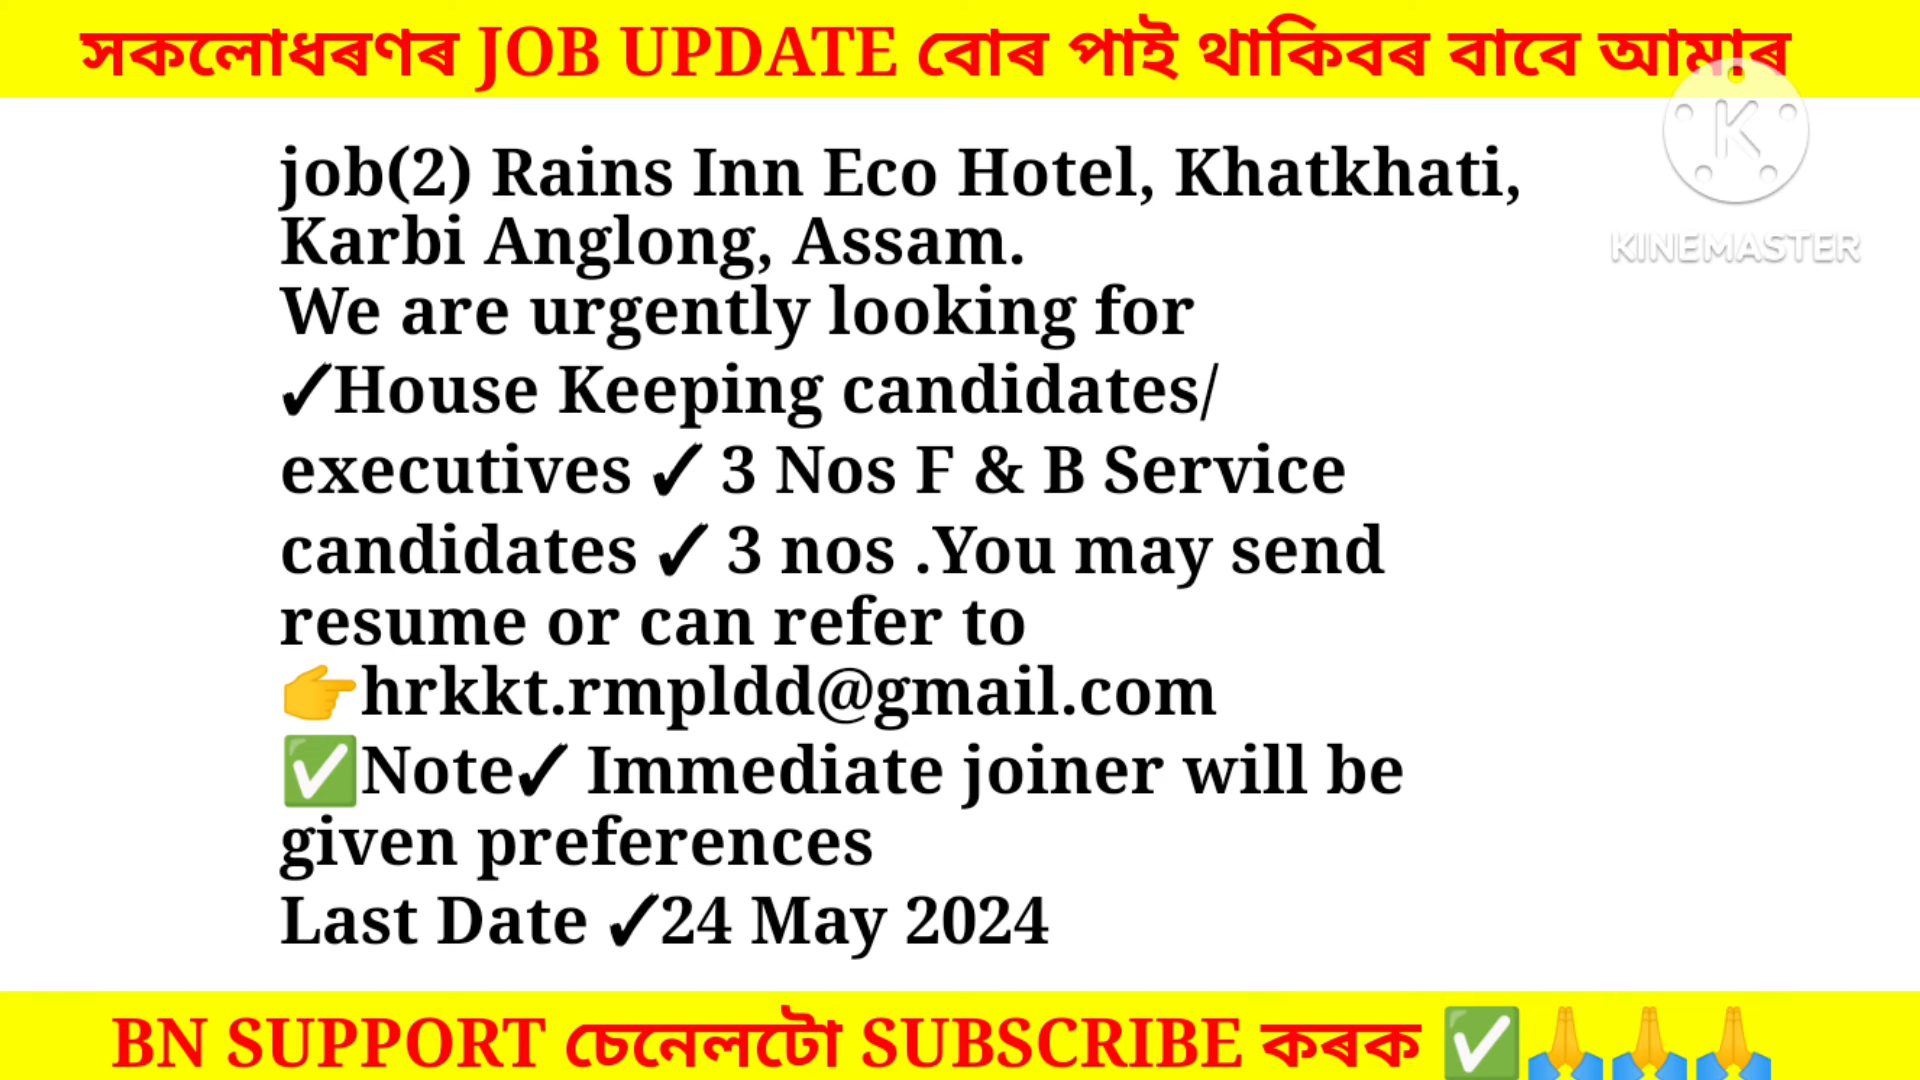 সকলোধৰণৰ JOB UPDATE বোৰ পাই থাকিবৰ বাবে আমাৰ
KINEMASTER
job(2) Rains Inn Eco Hotel, Khatkhati,
Karbi Anglong, Assam.
We are urgently looking for
✓House Keeping candidates/
executives ✓ 3 Nos F & B Service
candidates ✓ 3 nos .You may send
resume or can refer to
👉hrkkt.rmpldd@gmail.com
✅Note✓ Immediate joiner will be
given preferences
Last Date ✓24 May 2024
BN SUPPORT চেনেলটো SUBSCRIBE কৰক ✅🙏🙏🙏